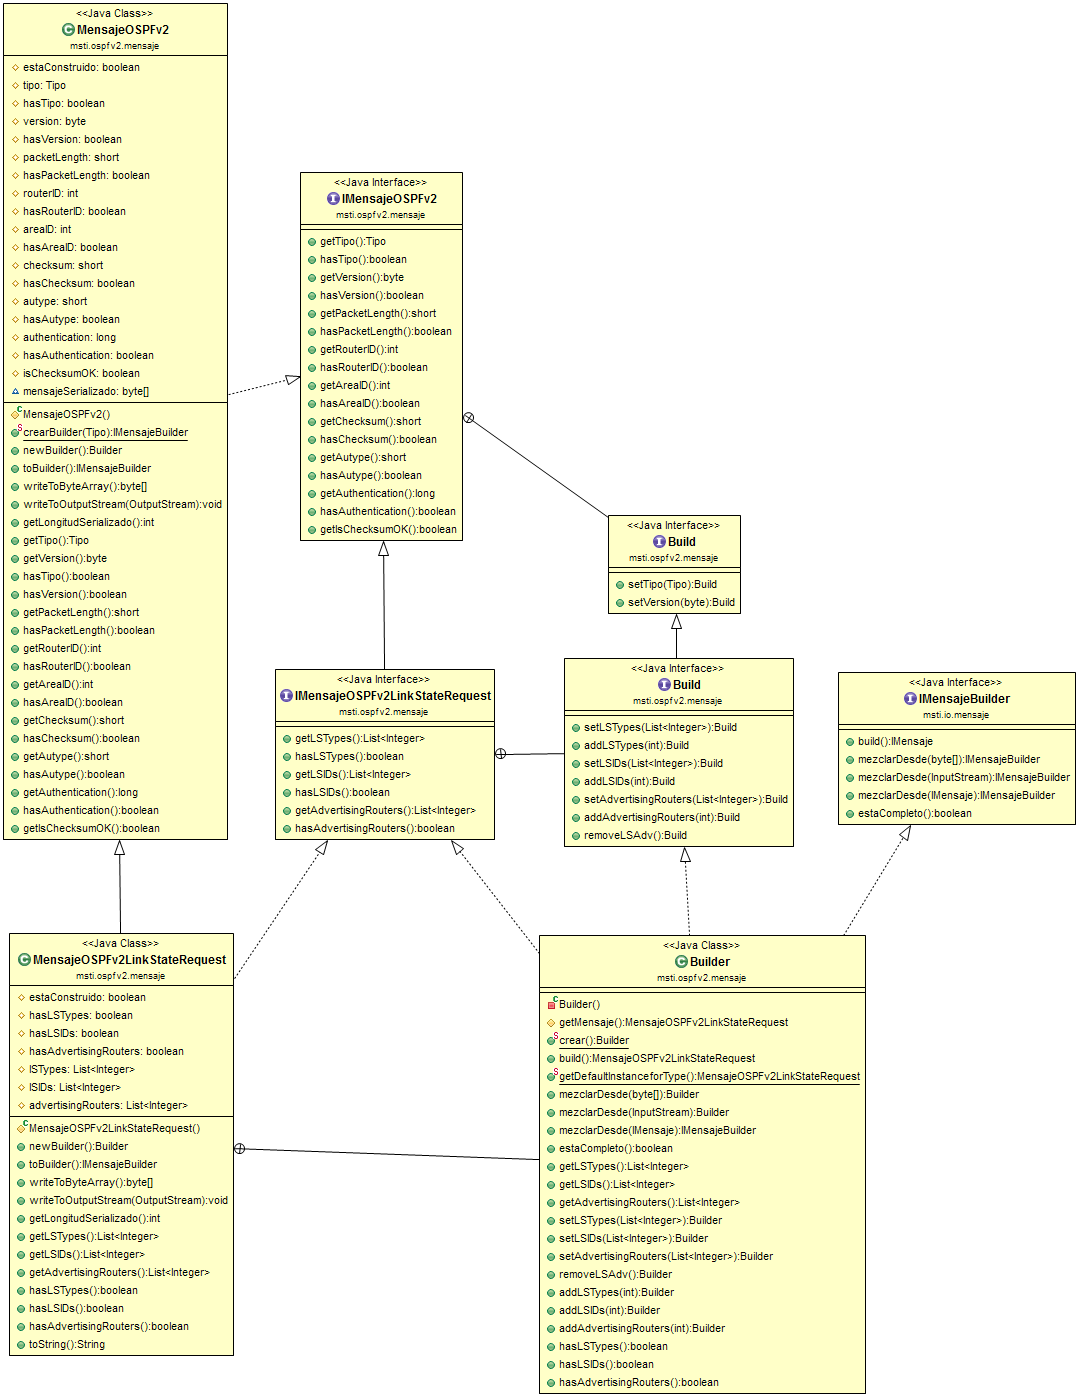 <<Java Class>>
MensajeOSPFv2
msti.ospfv2.mensaje
estaConstruido: boolean
tipo: Tipo
hasTipo: boolean
version: byte
hasVersion: boolean
packetLength: short
hasPacketLength: boolean
routerID: int
hasRouterID: boolean
areaID: int
hasAreaID: boolean
checksum: short
hasChecksum: boolean
autype: short
hasAutype: boolean
authentication: long
hasAuthentication: boolean
isChecksumOK: boolean
mensajeSerializado: byte[]
MensajeOSPFv2()
crearBuilder(Tipo):IMensajeBuilder
newBuilder():Builder
toBuilder():IMensajeBuilder
writeToByteArray():byte[]
writeToOutputStream(OutputStream):void
getLongitudSerializado():int
getTipo():Tipo
getVersion():byte
hasTipo():boolean
hasVersion():boolean
getPacketLength():short
hasPacketLength():boolean
getRouterID():int
hasRouterID():boolean
getAreaID():int
hasAreaID():boolean
getChecksum():short
hasChecksum():boolean
getAutype():short
hasAutype():boolean
getAuthentication():long
hasAuthentication():boolean
getIsChecksumOK():boolean
<<Java Interface>>
IMensajeOSPFv2
msti.ospfv2.mensaje
getTipo():Tipo
hasTipo():boolean
getVersion():byte
hasVersion():boolean
getPacketLength():short
hasPacketLength():boolean
getRouterID():int
hasRouterID():boolean
getAreaID():int
hasAreaID():boolean
getChecksum():short
hasChecksum():boolean
getAutype():short
hasAutype():boolean
getAuthentication():long
hasAuthentication():boolean
getIsChecksumOK():boolean
<<Java Interface>>
Build
msti.ospfv2.mensaje
setTipo(Tipo):Build
setVersion(byte):Build
<<Java Interface>>
IMensajeOSPFv2LinkStateRequest
msti.ospfv2.mensaje
getLSTypes():List<Integer>
hasLSTypes():boolean
getLSIDs():List<Integer>
hasLSIDs():boolean
getAdvertisingRouters():List<Integer>
hasAdvertisingRouters():boolean
<<Java Interface>>
Build
msti.ospfv2.mensaje
setLSTypes(List<Integer>):Build
addLSTypes(int):Build
setLSIDs(List<Integer>):Build
addLSIDs(int):Build
setAdvertisingRouters(List<Integer>):Build
addAdvertisingRouters(int):Build
removeLSAdv():Build
<<Java Interface>>
IMensajeBuilder
msti.io.mensaje
build():IMensaje
mezclarDesde(byte[]):IMensajeBuilder
mezclarDesde(InputStream):IMensajeBuilder
mezclarDesde(IMensaje):IMensajeBuilder
estaCompleto():boolean
<<Java Class>>
MensajeOSPFv2LinkStateRequest
msti.ospfv2.mensaje
estaConstruido: boolean
hasLSTypes: boolean
hasLSIDs: boolean
hasAdvertisingRouters: boolean
lSTypes: List<Integer>
lSIDs: List<Integer>
advertisingRouters: List<Integer>
MensajeOSPFv2LinkStateRequest()
newBuilder():Builder
toBuilder():IMensajeBuilder
writeToByteArray():byte[]
writeToOutputStream(OutputStream):void
getLongitudSerializado():int
getLSTypes():List<Integer>
getLSIDs():List<Integer>
getAdvertisingRouters():List<Integer>
hasLSTypes():boolean
hasLSIDs():boolean
hasAdvertisingRouters():boolean
toString():String
<<Java Class>>
Builder
msti.ospfv2.mensaje
Builder()
getMensaje():MensajeOSPFv2LinkStateRequest
crear():Builder
build():MensajeOSPFv2LinkStateRequest
getDefaultInstanceforType():MensajeOSPFv2LinkStateRequest
mezclarDesde(byte[]):Builder
mezclarDesde(InputStream):Builder
mezclarDesde(IMensaje):IMensajeBuilder
estaCompleto():boolean
getLSTypes():List<Integer>
getLSIDs():List<Integer>
getAdvertisingRouters():List<Integer>
setLSTypes(List<Integer>):Builder
setLSIDs(List<Integer>):Builder
setAdvertisingRouters(List<Integer>):Builder
removeLSAdv():Builder
addLSTypes(int):Builder
addLSIDs(int):Builder
addAdvertisingRouters(int):Builder
hasLSTypes():boolean
hasLSIDs():boolean
hasAdvertisingRouters():boolean